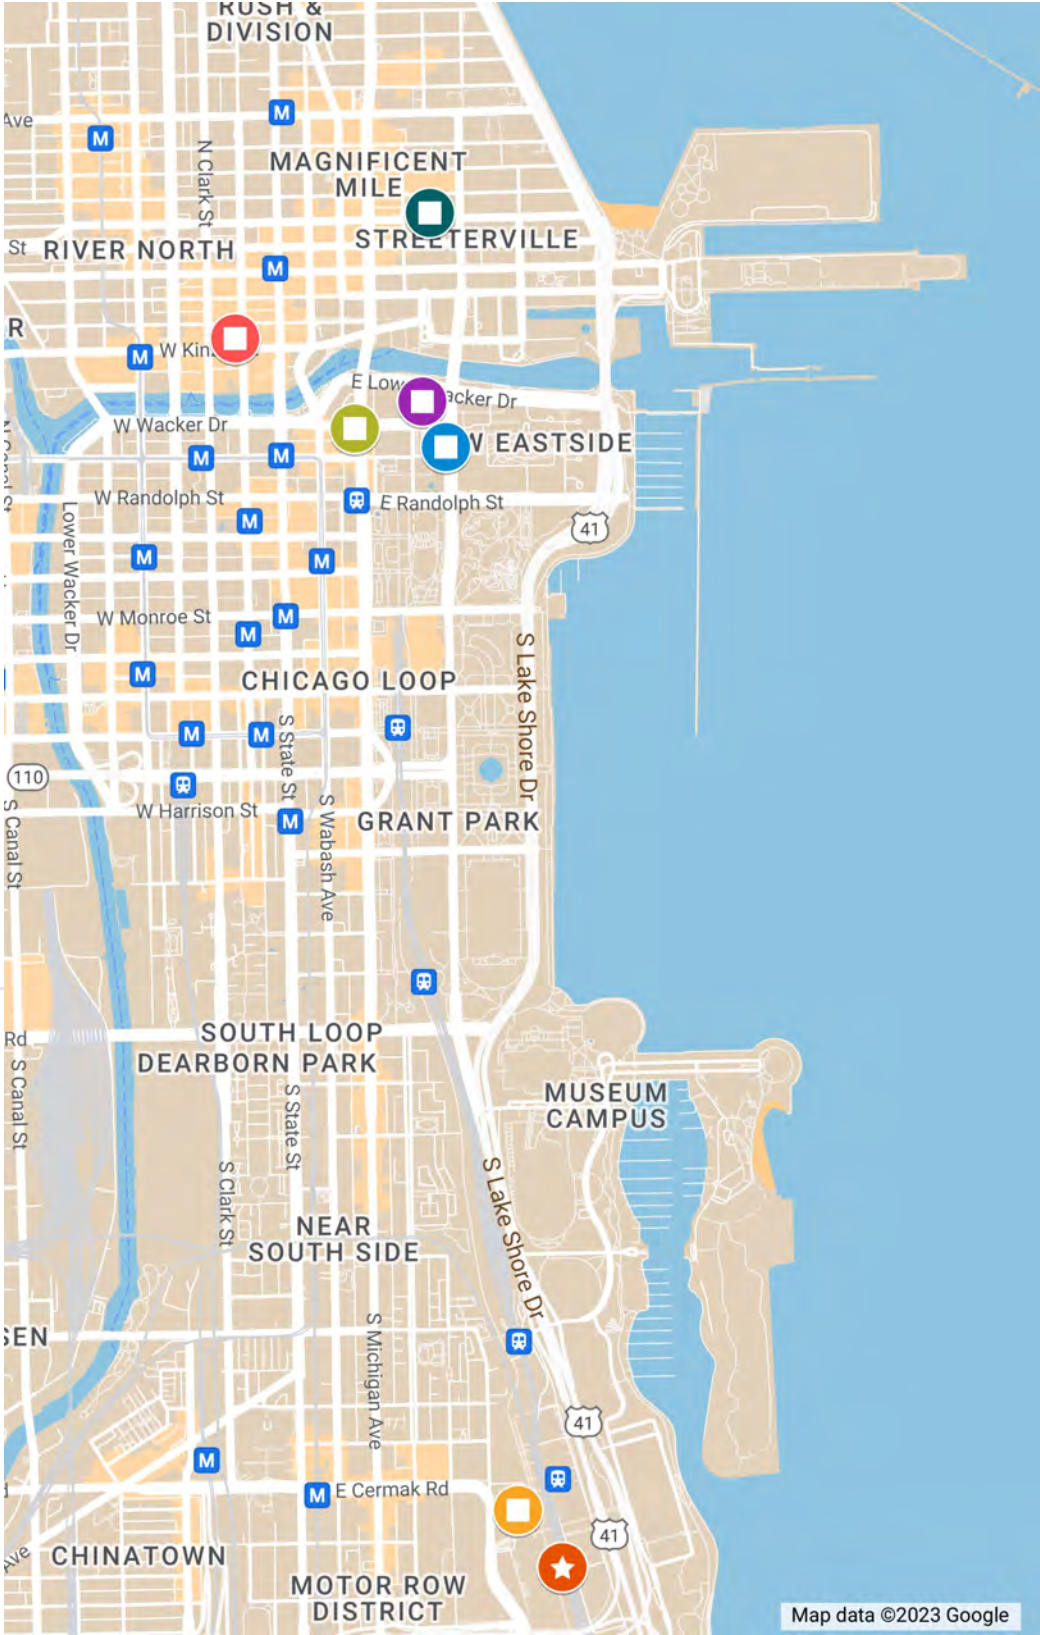 RUSH &
DIVISION
Ave
M
M
N Clark St
MAGNIFICENT
MILE
STREETERVILLE
St
RIVER NORTH
M
R
M
W Kin
E Low
acker Dr
W Wacker Dr
W EASTSIDE
M
M
W Randolph St
E Randolph St
M
41
Lower Wacker Dr
M
M
W Monroe St
M
M
S Lake Shore Dr
M
CHICAGO LOOP
M
M
S State St
110
W Harrison St
S Wabash Ave
M
GRANT PARK
S Canal St
Rd
SOUTH LOOP
DEARBORN PARK
S Canal St
S State St
MUSEUM
CAMPUS
S Clark St
S Lake Shore Dr
NEAR
SOUTH SIDE
SEN
S Michigan Ave
41
M
M
E Cermak Rd
41
Ave
CHINATOWN
MOTOR ROW
DISTRICT
Map data ©2023 Google